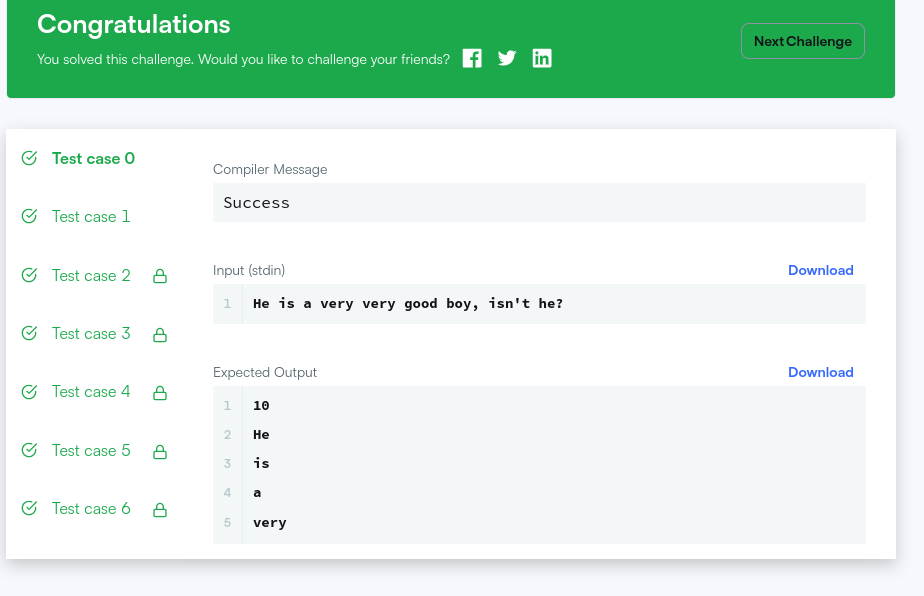 Congratulations
You solved this challenge. Would you like to challenge your friends?
Next Challenge
Test case 0
Test case 1
Test case 2
Test case 3
Test case 4
Test case 5
Test case 6
Compiler Message
Success
Input (stdin)
Download
1 He is a very very good boy, isn't he?
Expected Output
Download
1 10
2 He
3 is
4 a
5 very